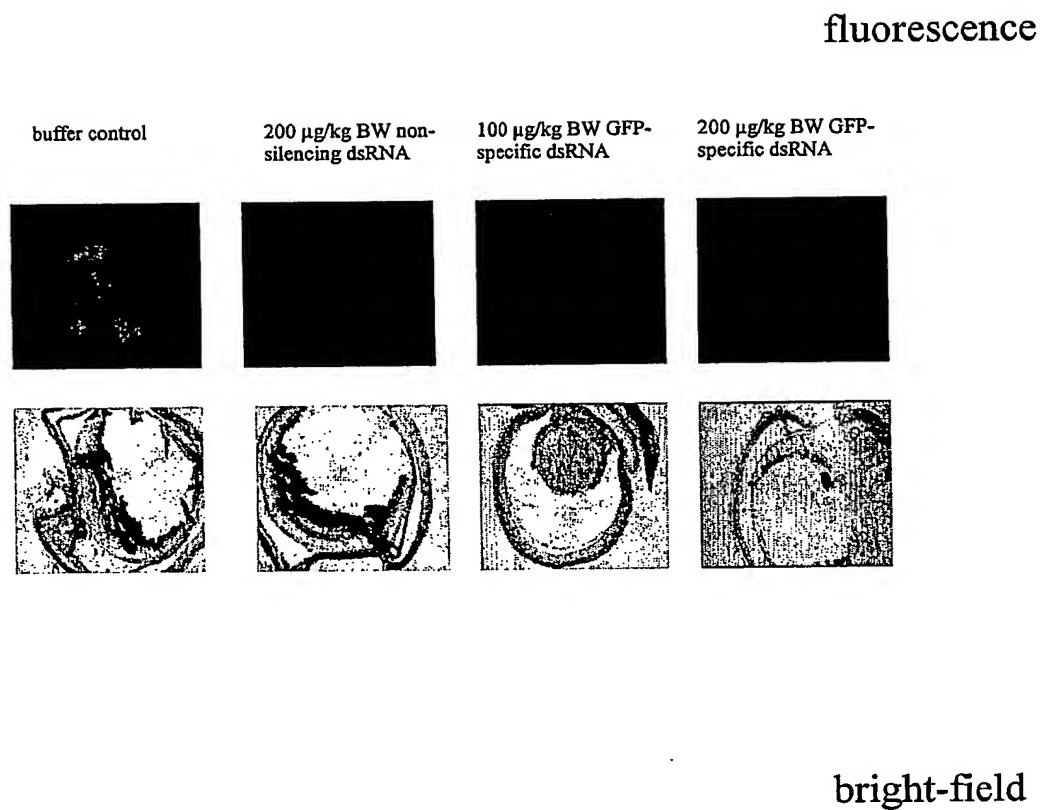 fluorescence
buffer control
200 µg/kg BW non-
silencing dsRNA
100 µg/kg BW GFP-
specific dsRNA
200 µg/kg BW GFP-
specific dsRNA
bright-field